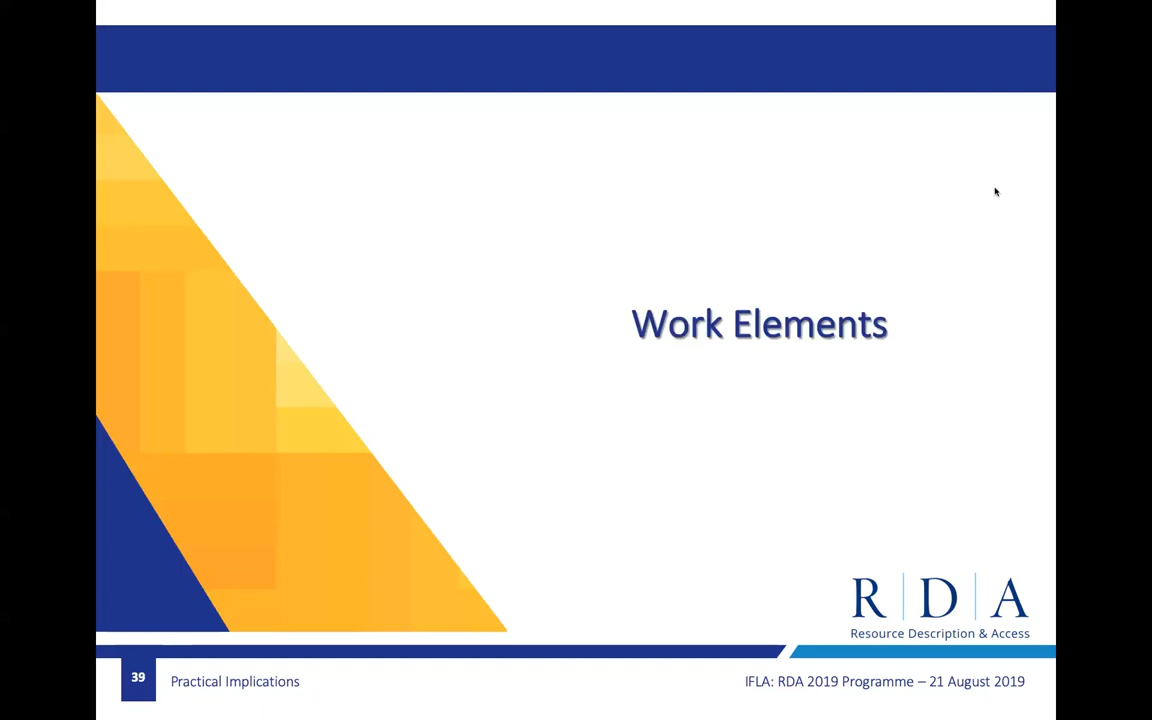 Work Elements
R D A
Resource Description & Access
39
Practical Implications
IFLA: RDA 2019 Programme – 21 August 2019